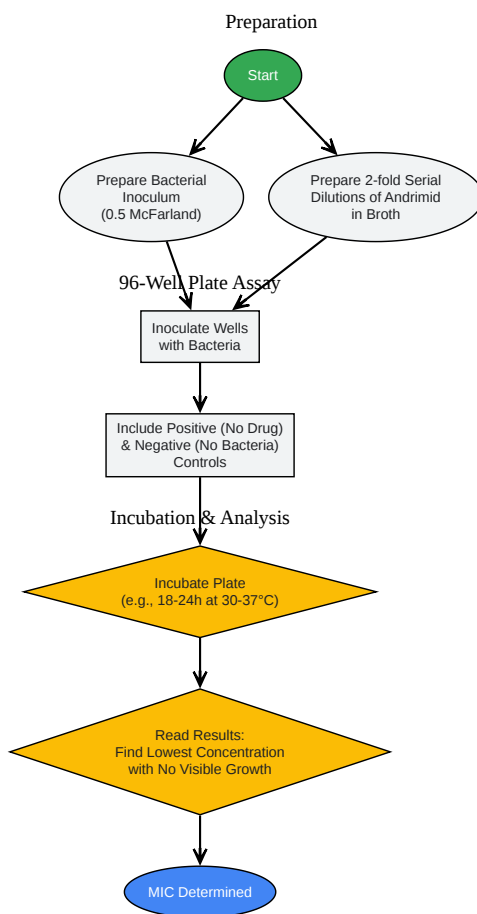 Preparation
Start
Prepare Bacterial
Inoculum
(0.5 McFarland)
Prepare 2-fold Serial
Dilutions of Andrimid
in Broth
96-Well Plate Assay
Inoculate Wells
with Bacteria
Include Positive (No Drug)
& Negative (No Bacteria)
Controls
Incubation & Analysis
Incubate Plate
(e.g., 18-24h at 30-37°C)
Read Results:
Find Lowest Concentration
with No Visible Growth
MIC Determined